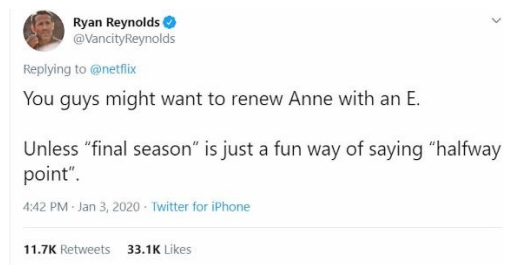 Ryan Reynolds
@VancityReynolds
Replying to @netflix
You guys might want to renew Anne with an E.
Unless “final season” is just a fun way of saying “halfway
point”.
4:42 PM · Jan 3, 2020 · Twitter for iPhone
11.7K Retweets 33.1K Likes